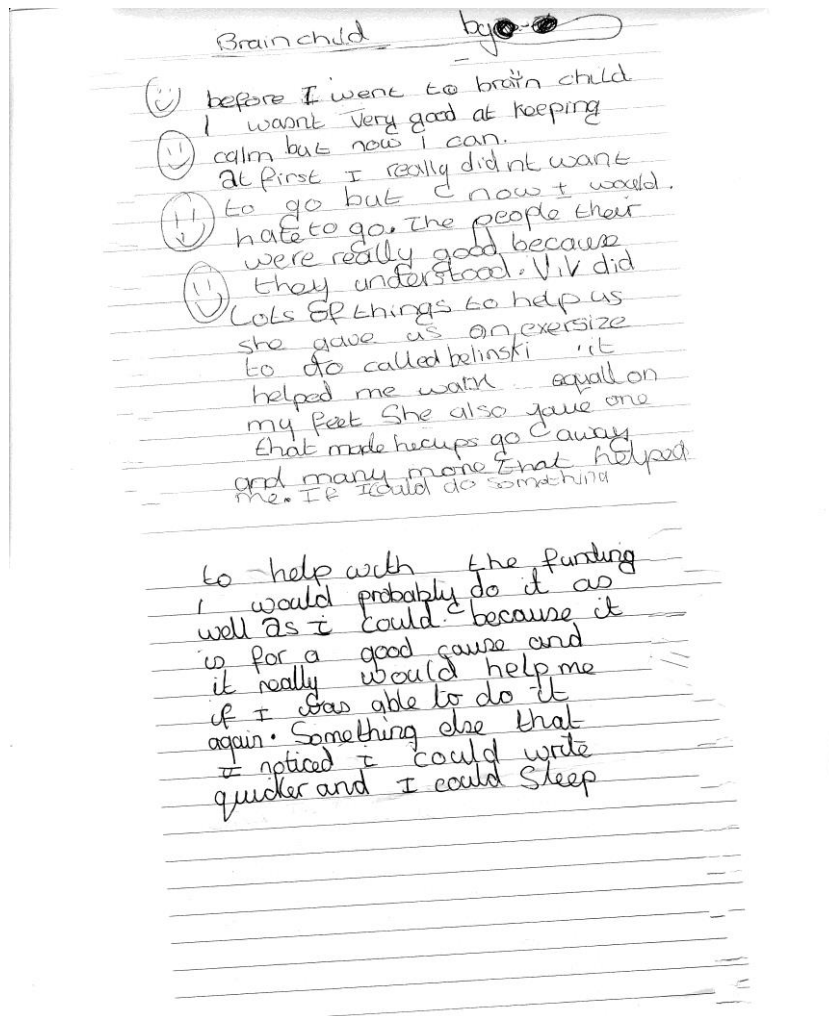 Brainchild by
before I went to brain child
I wasnt very good at keeping
calm but now I can.
at first I really didnt want
to go but now I would.
hate to go. The people their
were really good because
they understood. Viv did
Lots of things to help us
she gave us an exersize
to do called belinski it
helped me walk equall on
my feet She also gave one
that made hecups go away
and many more that helped
me. If I could do something
to help with the funding
I would probably do it as
well as i could because it
is for a good cause and
it really would help me
if I was able to do it
again. Something else that
I noticed I could write
quicker and I could Sleep